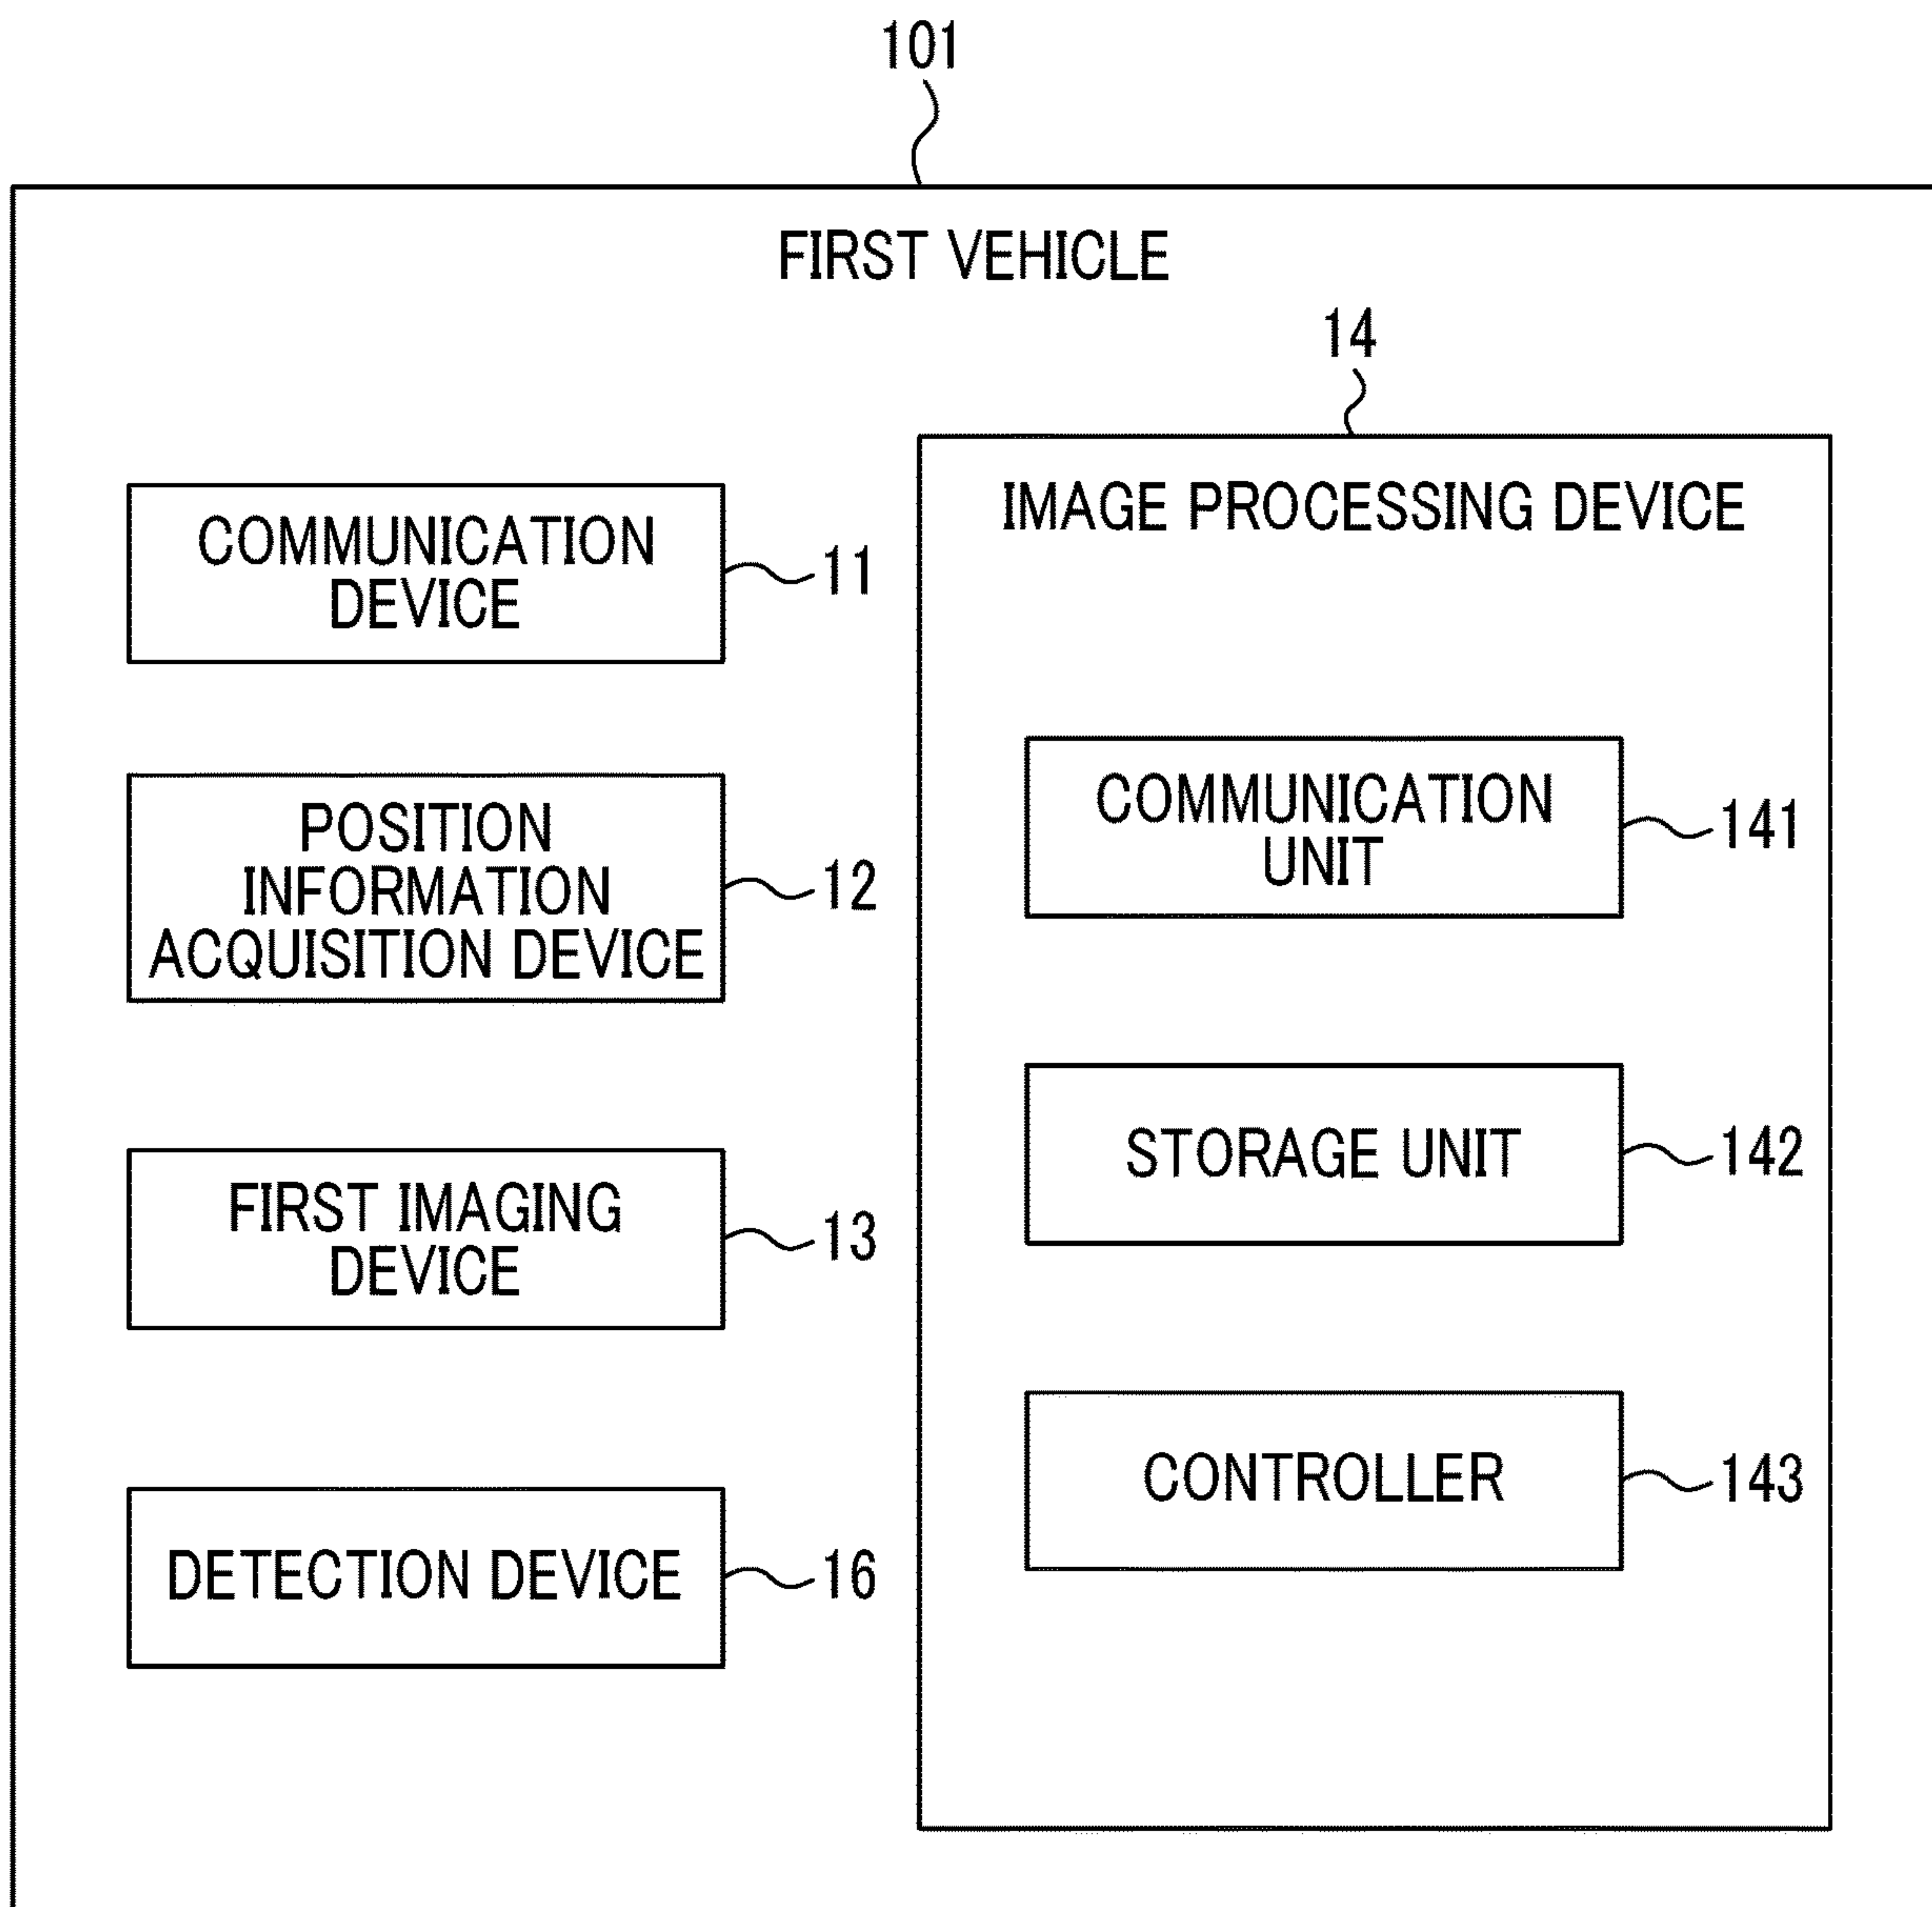 101
FIRST VEHICLE
14
IMAGE PROCESSING DEVICE
COMMUNICATION
DEVICE
11
POSITION
INFORMATION
ACQUISITION DEVICE
12
FIRST IMAGING
DEVICE
13
DETECTION DEVICE
16
COMMUNICATION
UNIT
141
STORAGE UNIT
142
CONTROLLER
143